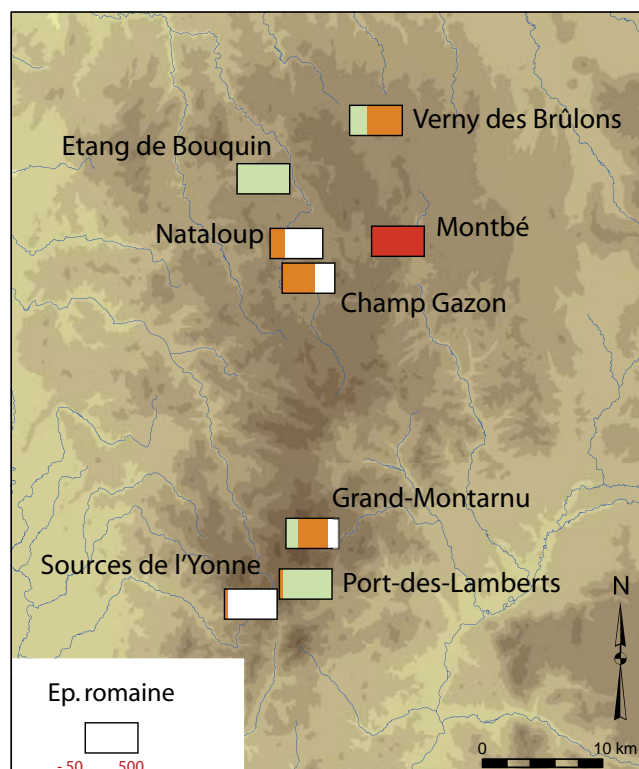 Verny des Brûlons
Etang de Bouquin
Nataloup
Montbé
Champ Gazon
Grand-Montarnu
Sources de l'Yonne
Port-des-Lamberts
N
Ep. romaine
- 50 500
0 10 km